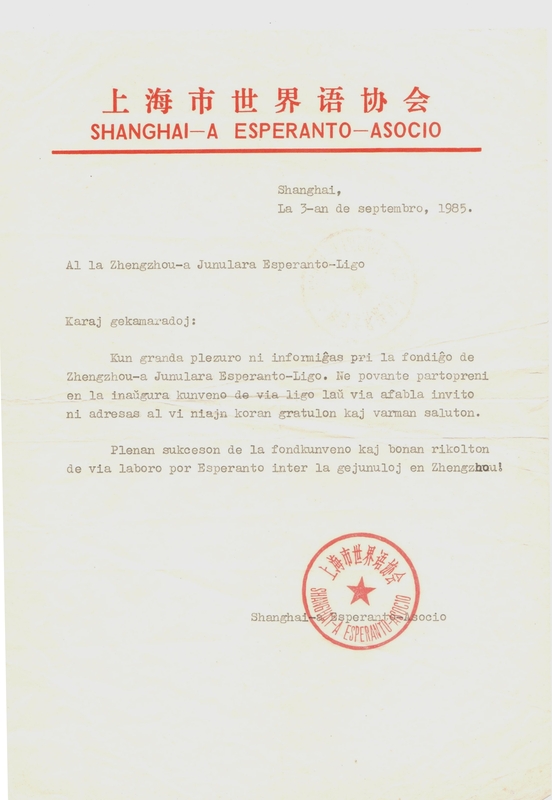 上海市世界语协会
SHANGHAI—A ESPERANTO—ASOCIO
Shanghai,
La 3-an de septembro, 1985.
Al la Zhengzhou-a Junulara Esperanto-Ligo
Karaj gekamaradoj:
Kun granda plezuro ni informiĝas pri la fondiĝo de
Zhengzhou-a Junulara Esperanto-Ligo. Ne povante partopreni
en la inaŭgura kunveno de via ligo laŭ via afabla invito
ni adresas al vi niajn koran gratulon kaj varman saluton.
Plenan sukceson de la fondkunveno kaj bonan rikolton
de via laboro por Esperanto inter la gejunuloj en Zhengzhou!
上海市世界语协会
Shanghai-a Esperanto-Asocio
SHANGHAI-A ESPERANTO-ASOCIO